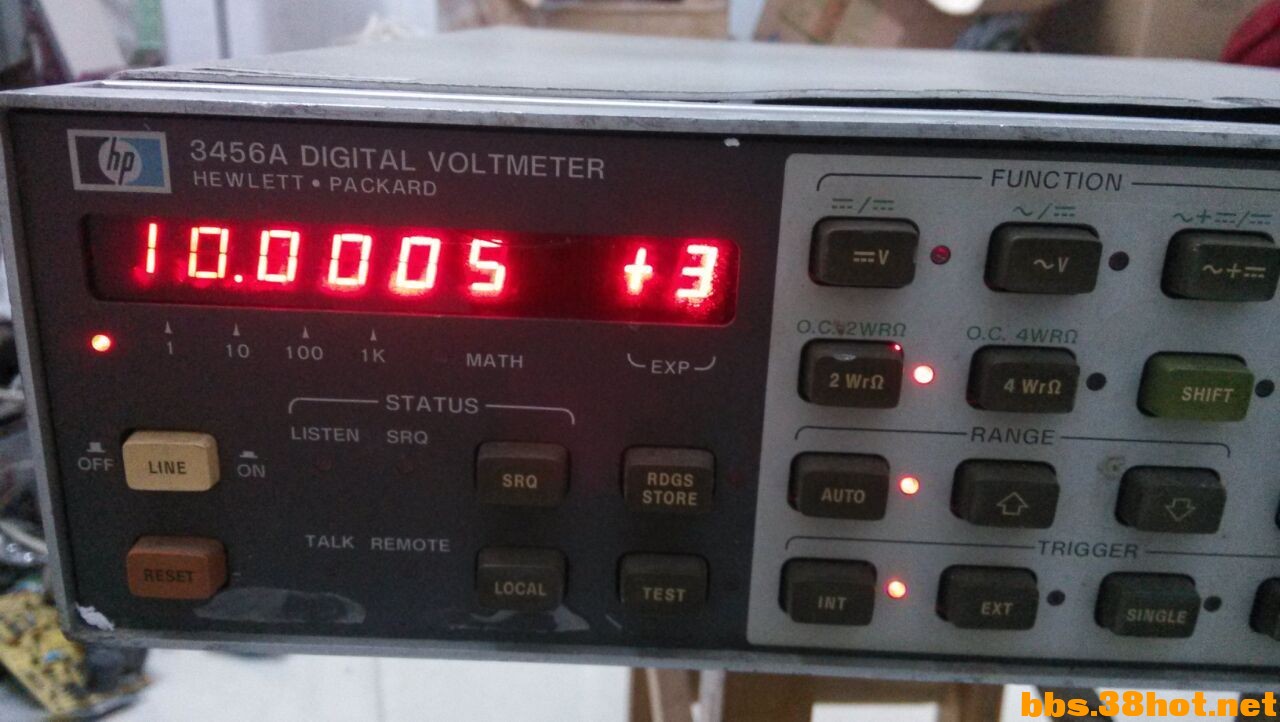 hp 3456A DIGITAL VOLTMETER
HEWLETT • PACKARD
10.0005 +3
1 10 100 1K MATH EXP
STATUS
LISTEN SRQ
OFF LINE ON
SRQ
RDGS
STORE
TALK REMOTE
RESET
LOCAL
TEST
FUNCTION
⎓/⎓ ~/⎓ ~+⎓/⎓
⎓V ~V ~+⎓
O.C. 2WRΩ O.C. 4WRΩ
2 WrΩ 4 WrΩ SHIFT
RANGE
AUTO
TRIGGER
INT EXT SINGLE
bbs.38hot.net